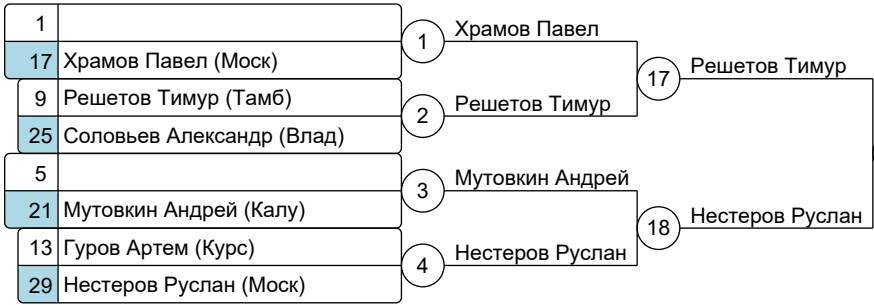 1
17 Храмов Павел (Моск)
9 Решетов Тимур (Тамб)
25 Соловьев Александр (Влад)
5
21 Мутовкин Андрей (Калу)
13 Гуров Артем (Курс)
29 Нестеров Руслан (Моск)
1 Храмов Павел
2 Решетов Тимур
3 Мутовкин Андрей
4 Нестеров Руслан
17 Решетов Тимур
18 Нестеров Руслан